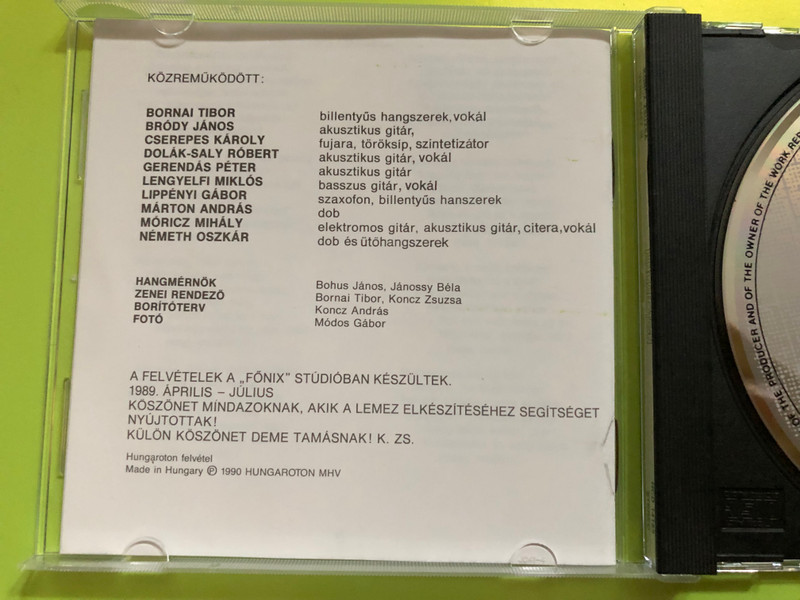 KÖZREMŰKÖDÖTT:
BORNAI TIBOR billentyűs hangszerek, vokál
BRÓDY JÁNOS akusztikus gitár,
CSEREPES KÁROLY fujara, töröksip, szintetizátor
DOLÁK-SALY RÓBERT akusztikus gitár, vokál
GERENDÁS PÉTER akusztikus gitár
LENGYELFI MIKLÓS basszus gitár, vokál
LIPPÉNYI GÁBOR szaxofon, billentyűs hanszerek
MÁRTON ANDRÁS dob
MÓRICZ MIHÁLY elektromos gitár, akusztikus gitár, citera, vokál
NÉMETH OSZKÁR dob és ütőhangszerek
HANGMÉRNÖK Bohus János, Jánossy Béla
ZENEI RENDEZŐ Bornai Tibor, Koncz Zsuzsa
BORÍTÓTERV Koncz András
FOTÓ Módos Gábor
A FELVÉTELEK A „FŐNIX” STÚDIÓBAN KÉSZÜLTEK.
1989. ÁPRILIS – JÚLIUS
KÖSZÖNET MINDAZOKNAK, AKIK A LEMEZ ELKÉSZÍTÉSÉHEZ SEGÍTSÉGET
NYÚJTOTTAK!
KÜLÖN KÖSZÖNET DEME TAMÁSNAK! K. ZS.
Hungaroton felvétel
Made in Hungary ℗ 1990 HUNGAROTON MHV
OF THE PRODUCER AND OF THE OWNER OF THE WORK